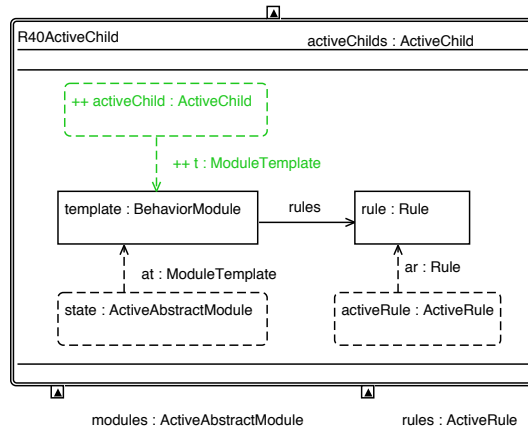 R40ActiveChild
activeChilds : ActiveChild
++ activeChild : ActiveChild
++ t : ModuleTemplate
template : BehaviorModule
rules
rule : Rule
at : ModuleTemplate
ar : Rule
state : ActiveAbstractModule
activeRule : ActiveRule
modules : ActiveAbstractModule
rules : ActiveRule